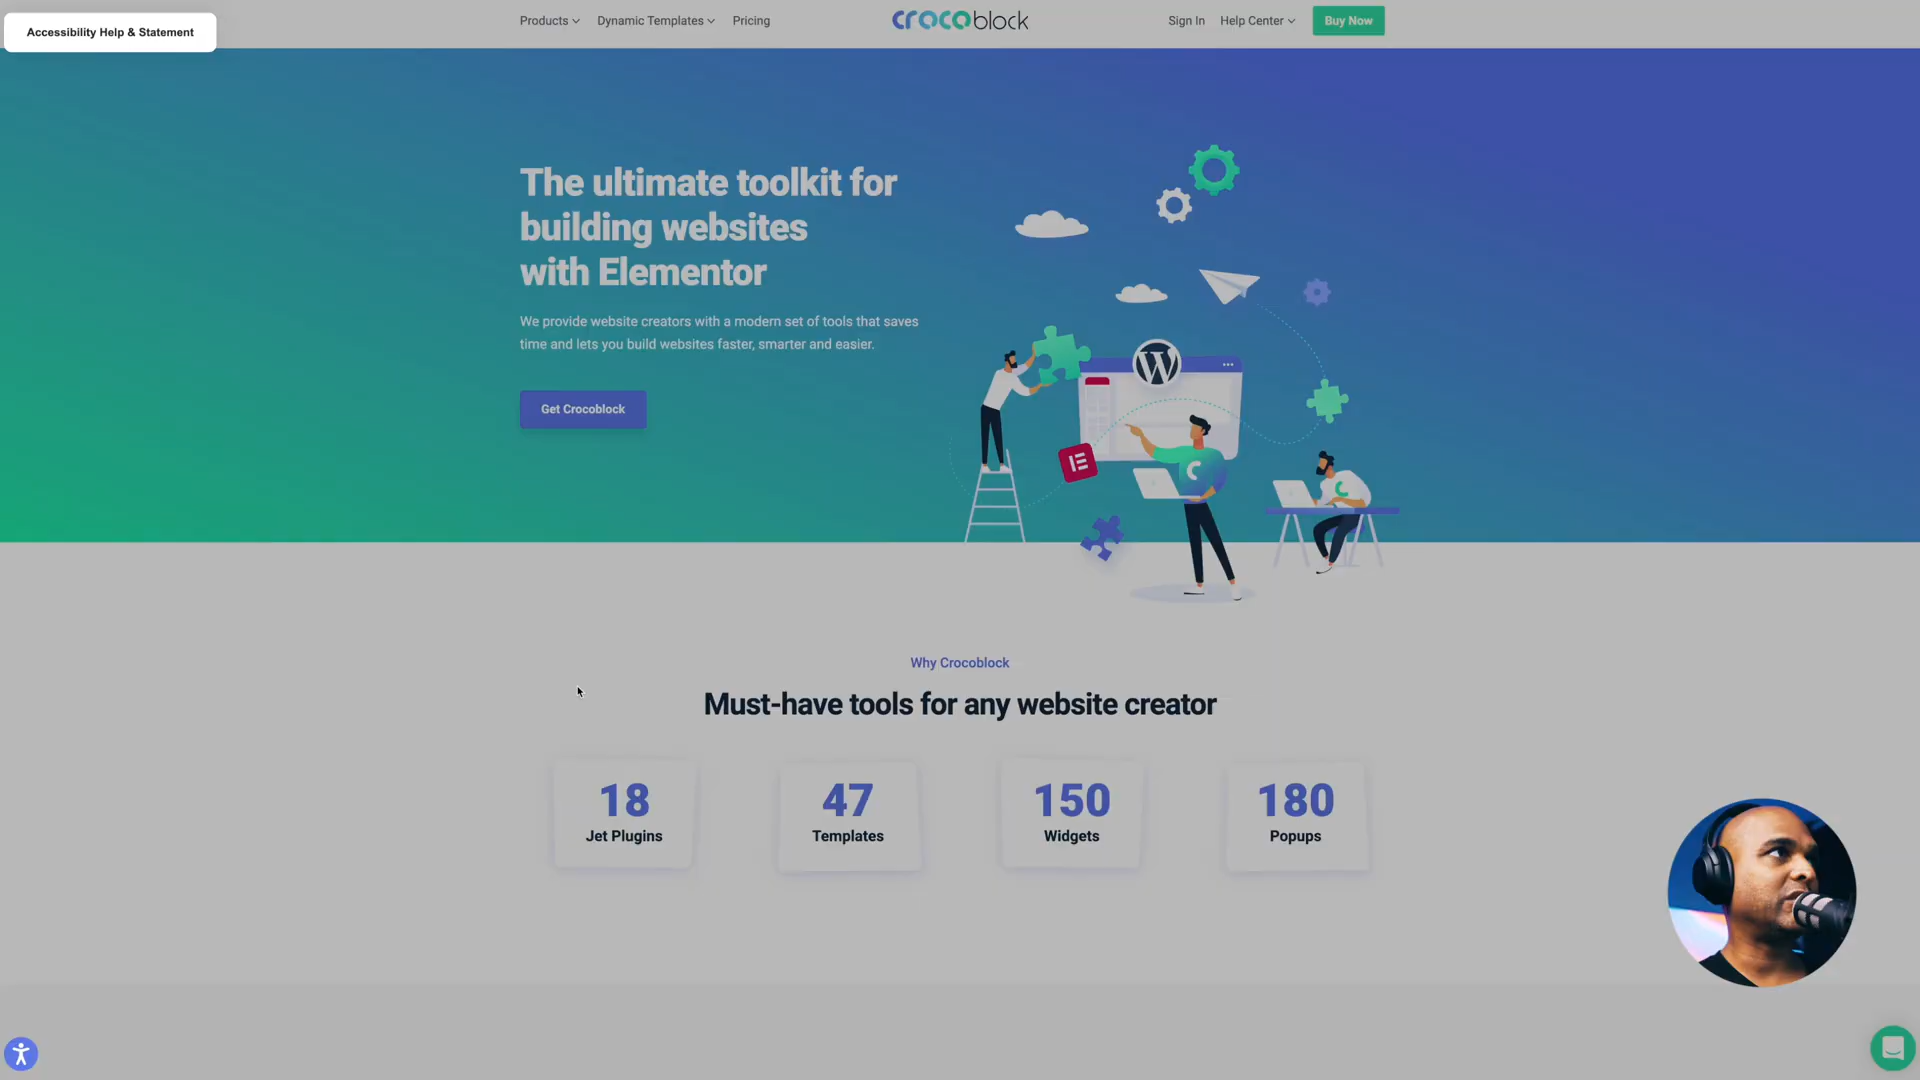 Accessibility Help & Statement
Products
Dynamic Templates
Pricing
crocoblock
Sign In
Help Center
Buy Now
The ultimate toolkit for
building websites
with Elementor
We provide website creators with a modern set of tools that saves
time and lets you build websites faster, smarter and easier.
Get Crocoblock
Why Crocoblock
Must-have tools for any website creator
18
Jet Plugins
47
Templates
150
Widgets
180
Popups